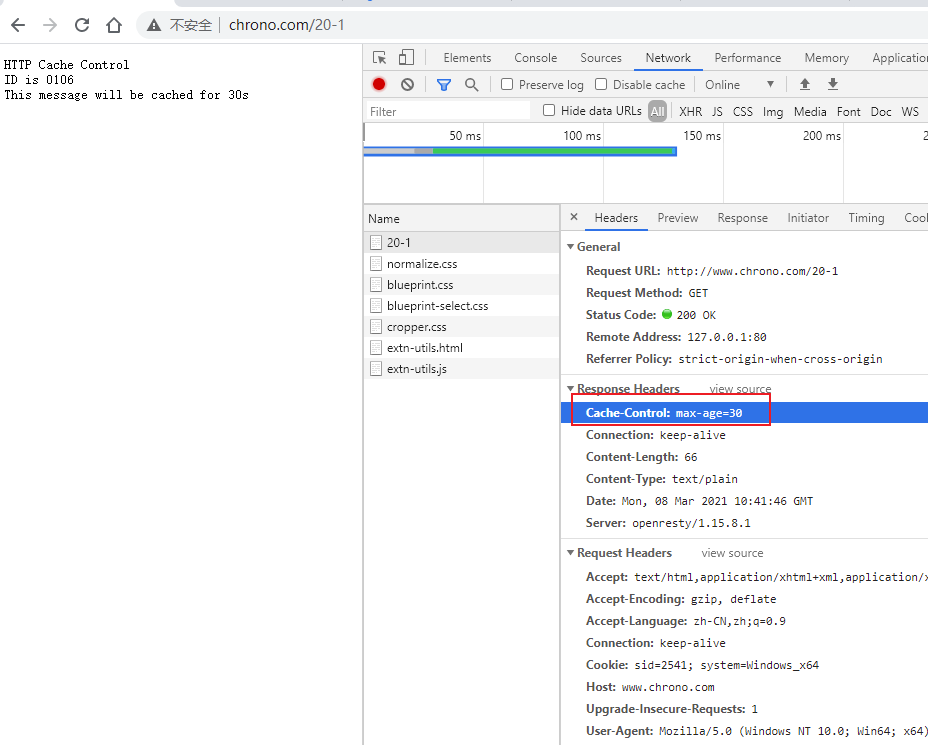 不安全 chrono.com/20-1
HTTP Cache Control
ID is 0106
This message will be cached for 30s
Elements Console Sources Network Performance Memory Application
Preserve log Disable cache Online
Filter Hide data URLs All XHR JS CSS Img Media Font Doc WS
50 ms 100 ms 150 ms 200 ms 2
Name
20-1
normalize.css
blueprint.css
blueprint-select.css
cropper.css
extn-utils.html
extn-utils.js
× Headers Preview Response Initiator Timing Cool
General
Request URL: http://www.chrono.com/20-1
Request Method: GET
Status Code: 200 OK
Remote Address: 127.0.0.1:80
Referrer Policy: strict-origin-when-cross-origin
Response Headers view source
Cache-Control: max-age=30
Connection: keep-alive
Content-Length: 66
Content-Type: text/plain
Date: Mon, 08 Mar 2021 10:41:46 GMT
Server: openresty/1.15.8.1
Request Headers view source
Accept: text/html,application/xhtml+xml,application/x
Accept-Encoding: gzip, deflate
Accept-Language: zh-CN,zh;q=0.9
Connection: keep-alive
Cookie: sid=2541; system=Windows_x64
Host: www.chrono.com
Upgrade-Insecure-Requests: 1
User-Agent: Mozilla/5.0 (Windows NT 10.0; Win64; x64)